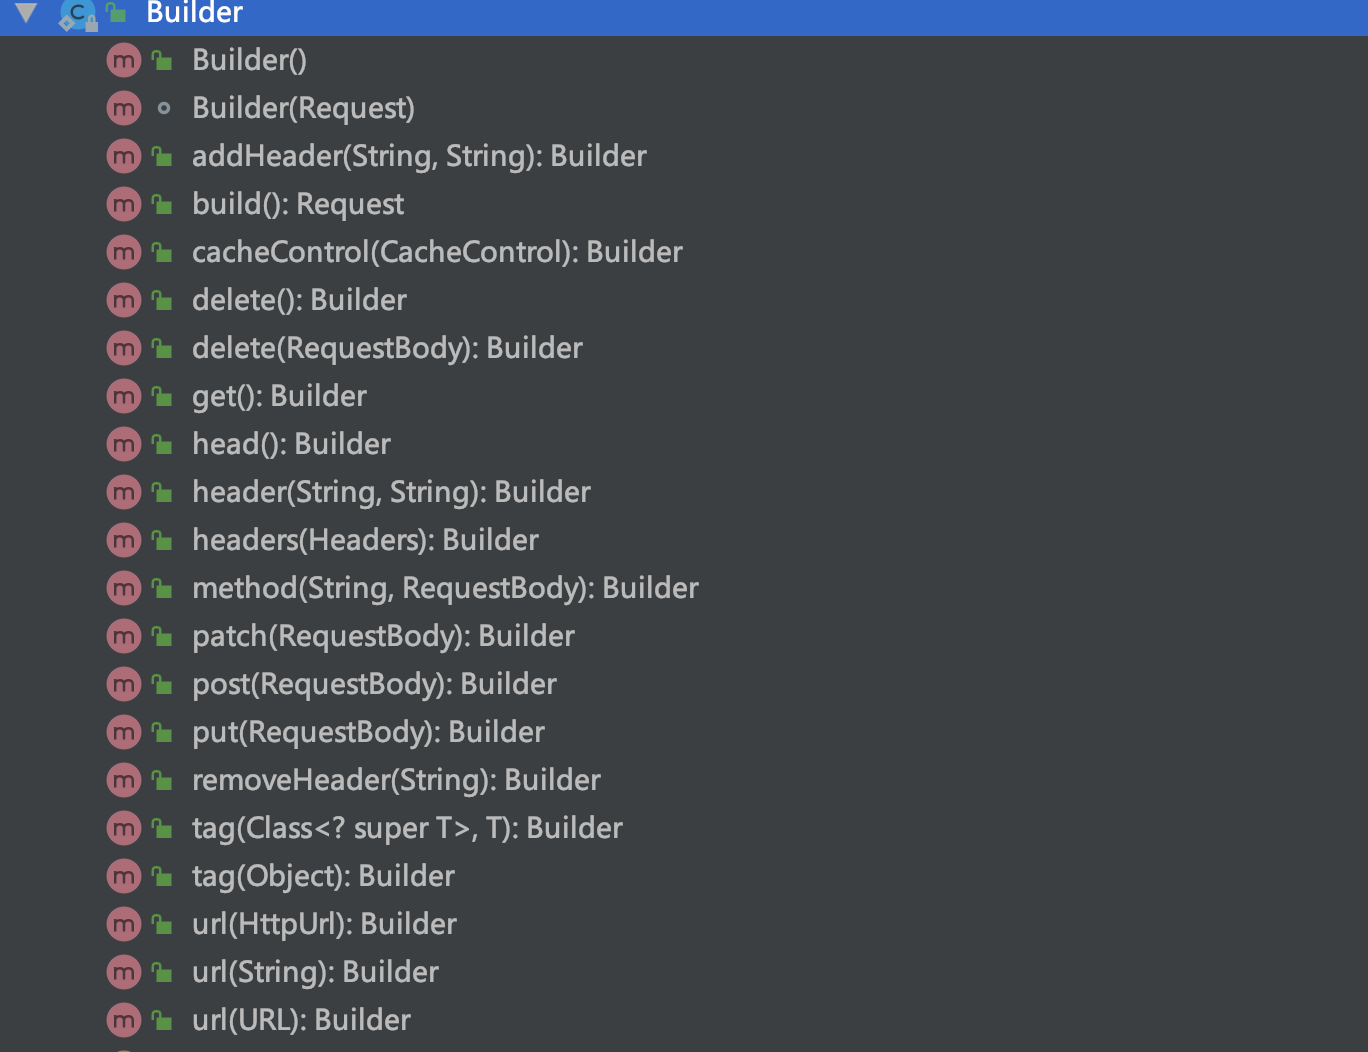 Builder
Builder()
Builder(Request)
addHeader(String, String): Builder
build(): Request
cacheControl(CacheControl): Builder
delete(): Builder
delete(RequestBody): Builder
get(): Builder
head(): Builder
header(String, String): Builder
headers(Headers): Builder
method(String, RequestBody): Builder
patch(RequestBody): Builder
post(RequestBody): Builder
put(RequestBody): Builder
removeHeader(String): Builder
tag(Class<? super T>, T): Builder
tag(Object): Builder
url(HttpUrl): Builder
url(String): Builder
url(URL): Builder